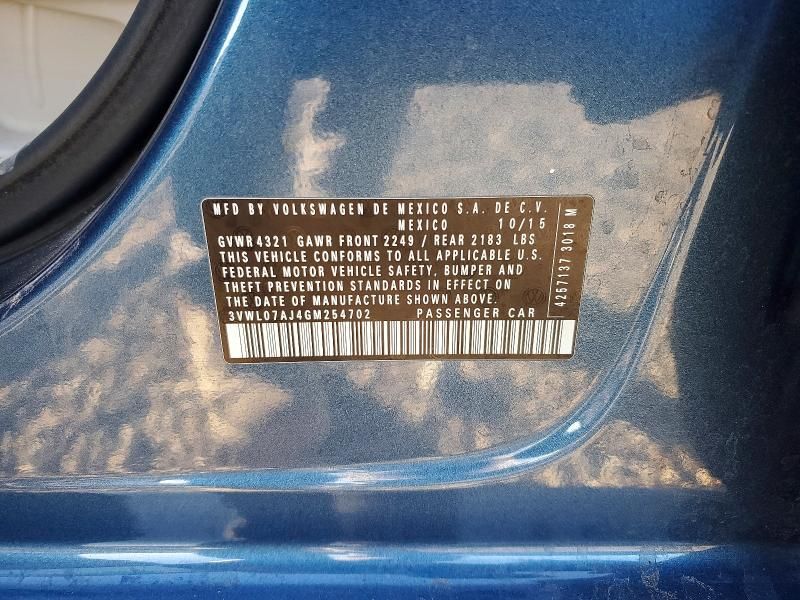 MFD BY VOLKSWAGEN DE MEXICO S.A. DE C.V.
MEXICO 10/15
GVWR 4321 GAWR FRONT 2249 / REAR 2183 LBS
THIS VEHICLE CONFORMS TO ALL APPLICABLE U.S.
FEDERAL MOTOR VEHICLE SAFETY, BUMPER AND
THEFT PREVENTION STANDARDS IN EFFECT ON
THE DATE OF MANUFACTURE SHOWN ABOVE.
3VWL07AJ4GM254702 PASSENGER CAR
4267137 3018 M